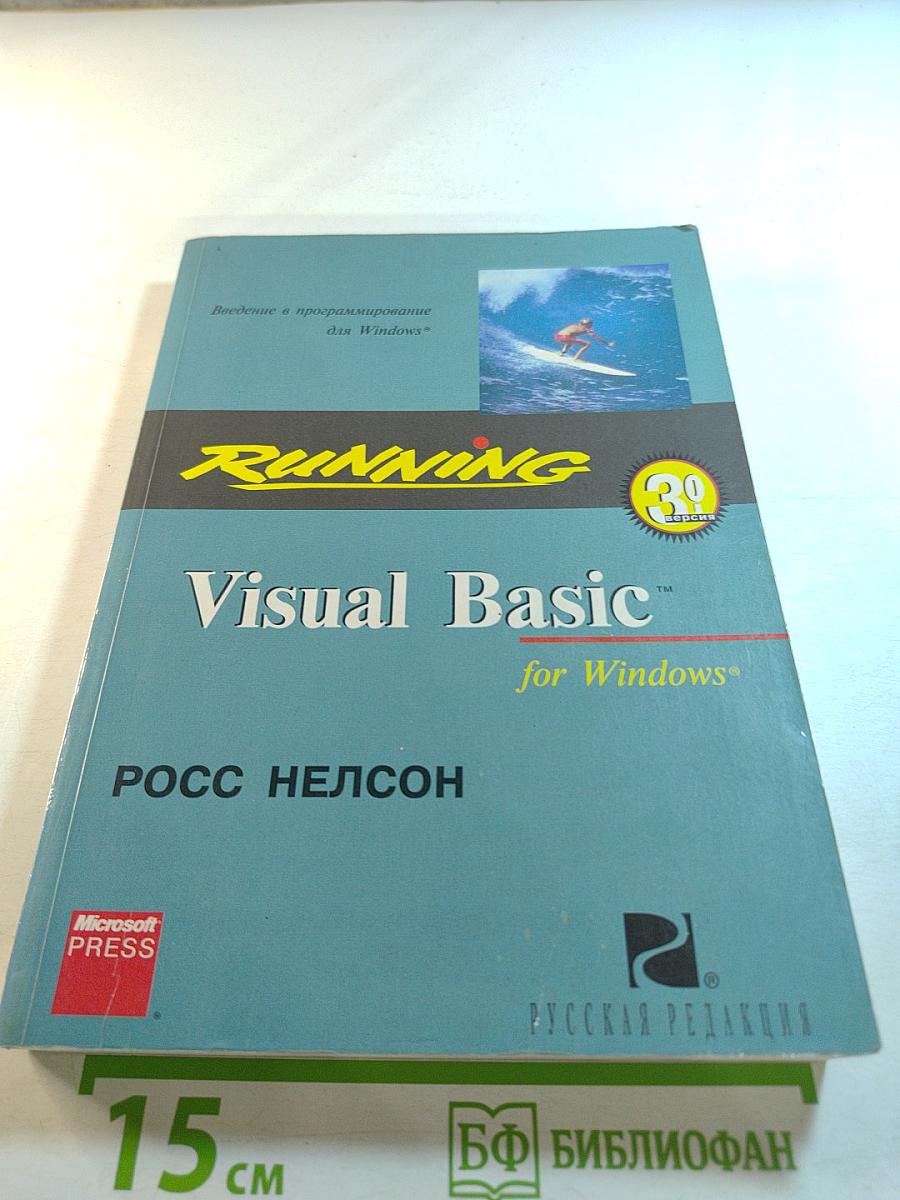 Введение в программирование
для Windows®
RUNNING
3.0
версия
Visual Basic™
for Windows®
РОСС НЕЛСОН
Microsoft®
PRESS
®
РУССКАЯ РЕДАКЦИЯ
15 см
БФ БИБЛИОФАН